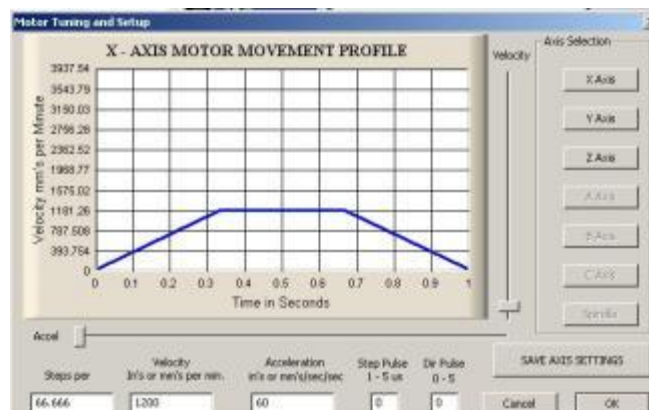 Motor Tuning and Setup
X - AXIS MOTOR MOVEMENT PROFILE
Velocity mm's per Minute
3937.54
3543.79
3150.03
2756.28
2362.52
1968.77
1575.02
1181.26
787.508
393.754
0
0 0.1 0.2 0.3 0.4 0.5 0.6 0.7 0.8 0.9 1
Time in Seconds
Velocity
Axis Selection
X Axis
Y Axis
Z Axis
A Axis
B Axis
C Axis
Spindle
Accel
Steps per
66.666
Velocity
In's or mm's per min.
1200
Acceleration
in's or mm's/sec/sec
60
Step Pulse
1 - 5 us
0
Dir Pulse
0 - 5
0
SAVE AXIS SETTINGS
Cancel
OK